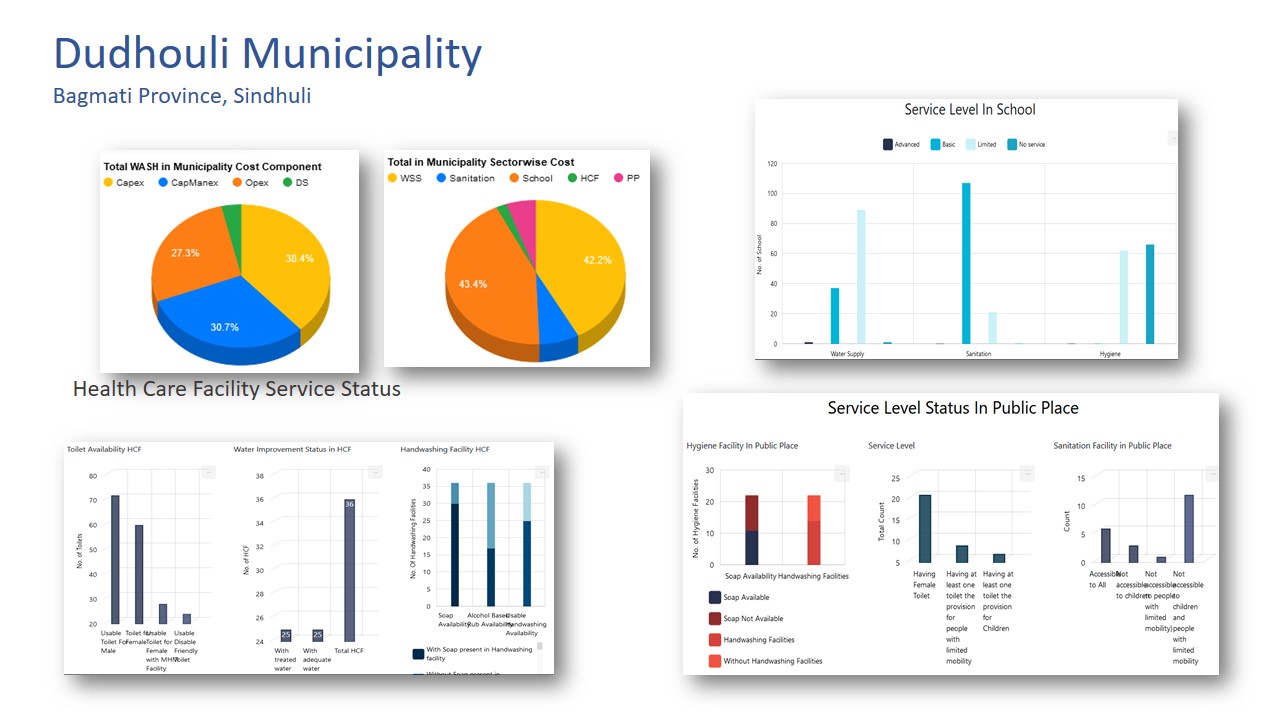 Dudhouli Municipality
Bagmati Province, Sindhuli
Total WASH in Municipality Cost Component
Capex CapManex Opex DS
27.3%
38.4%
30.7%
Total in Municipality Sectorwise Cost
WSS Sanitation School HCF PP
42.2%
43.4%
Service Level In School
Advanced Basic Limited No service
No. of School
120
100
80
60
40
20
0
Water Supply Sanitation Hygiene
Health Care Facility Service Status
Toilet Availability HCF
No. of Toilets
80
70
60
50
40
30
20
Usable Toilet For Male
Toilet for Female
Usable Toilet for Female with MHM Facility
Usable Disable Friendly Toilet
Water Improvement Status in HCF
No. of HCF
38
36
34
32
30
28
26
24
25
25
36
With treated water
With adequate water
Total HCF
Handwashing Facility HCF
No. Of Handwashing Facilities
40
35
30
25
20
15
10
5
0
Soap Availability
Alcohol Based Rub Availability
Usable Handwashing Availability
With Soap present in Handwashing
facility
Without Soap present in
Service Level Status In Public Place
Hygiene Facility In Public Place
No. of Hygiene Facilities
30
20
10
0
Soap Availability Handwashing Facilities
Soap Available
Soap Not Available
Handwashing Facilities
Without Handwashing Facilities
Service Level
Total Count
25
20
15
10
5
Having Female Toilet
Having at least one toilet the provision for people with limited mobility
Having at least one toilet the provision for Children
Sanitation Facility in Public Place
Count
15
10
5
0
Accessible to All
Not accessible to children
Not accessible to people with limited mobility)
Not accessible to children and people with limited mobility